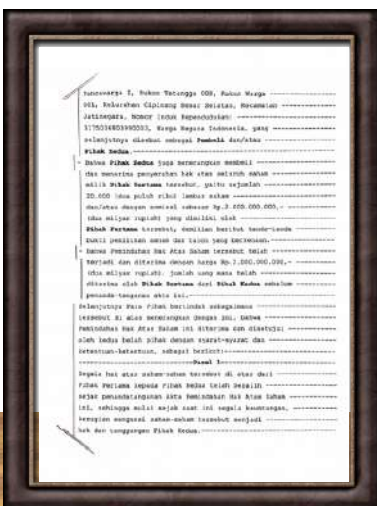 Tetangga 009, Rukun Warga
001, Kelurahan Cipinang Besar Selatan, Kecamatan
Jatinegara, Nomor Induk Kependudukan:
Warga Negara Indonesia, yang
selanjutnya disebut sebagai Pembeli dan/atau
Pihak Kedua.
- Bahwa Pihak Kedua juga menerangkan membeli
dan menerima penyerahan hak atas seluruh saham
milik Pihak Pertama tersebut, yaitu sejumlah
20.000 (dua puluh ribu) lembar saham
dan/atau dengan nominal sebesar Rp.2.000.000.000,-
(dua milyar rupiah) yang dimiliki oleh
Pihak Pertama tersebut, demikian berikut tanda-tanda
bukti pemilikan saham dan talon yang berkenaan.
- Bahwa Pemindahan Hak Atas Saham tersebut telah
terjadi dan diterima dengan harga Rp.2.000.000.000,-
(dua milyar rupiah). jumlah uang mana telah
diterima oleh Pihak Pertama dari Pihak Kedua sebelum
penanda-tanganan akta ini.
Selanjutnya Para Pihak bertindak sebagaimana
tersebut di atas menerangkan dengan ini, bahwa
Pemindahan Hak Atas Saham ini diterima dan disetujui
oleh kedua belah pihak dengan syarat-syarat dan
ketentuan-ketentuan, sebagai berikut:
Pasal 1
Segala hak atas saham-saham tersebut di atas dari
Pihak Pertama kepada Pihak Kedua telah beralih
sejak penandatanganan Akta Pemindahan Hak Atas Saham
ini, sehingga mulai sejak saat ini segala keuntungan,
kerugian mengenai saham-saham tersebut menjadi
hak dan tanggungan Pihak Kedua.